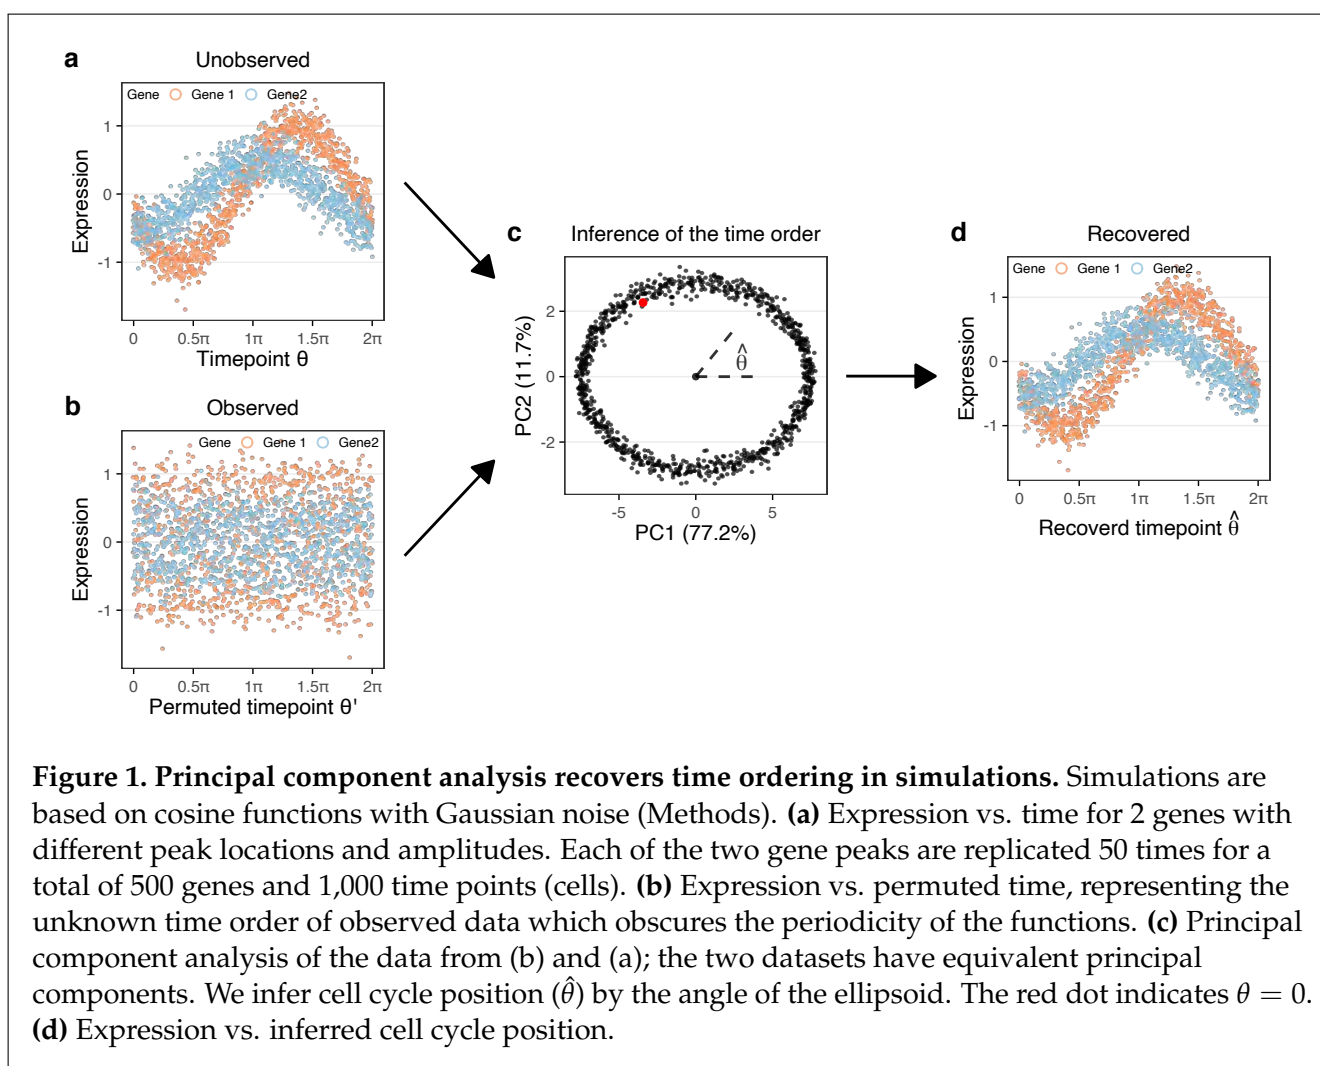 a
Unobserved
Gene Gene 1 Gene2
Expression
1
0
-1
0 0.5π 1π 1.5π 2π
Timepoint θ
b
Observed
Gene Gene 1 Gene2
Expression
1
0
-1
0 0.5π 1π 1.5π 2π
Permuted timepoint θ'
c
Inference of the time order
PC2 (11.7%)
2
0
-2
θ̂
-5 0 5
PC1 (77.2%)
d
Recovered
Gene Gene 1 Gene2
Expression
1
0
-1
0 0.5π 1π 1.5π 2π
Recoverd timepoint θ̂
Figure 1. Principal component analysis recovers time ordering in simulations. Simulations are
based on cosine functions with Gaussian noise (Methods). (a) Expression vs. time for 2 genes with
different peak locations and amplitudes. Each of the two gene peaks are replicated 50 times for a
total of 500 genes and 1,000 time points (cells). (b) Expression vs. permuted time, representing the
unknown time order of observed data which obscures the periodicity of the functions. (c) Principal
component analysis of the data from (b) and (a); the two datasets have equivalent principal
components. We infer cell cycle position (θ̂) by the angle of the ellipsoid. The red dot indicates θ = 0.
(d) Expression vs. inferred cell cycle position.